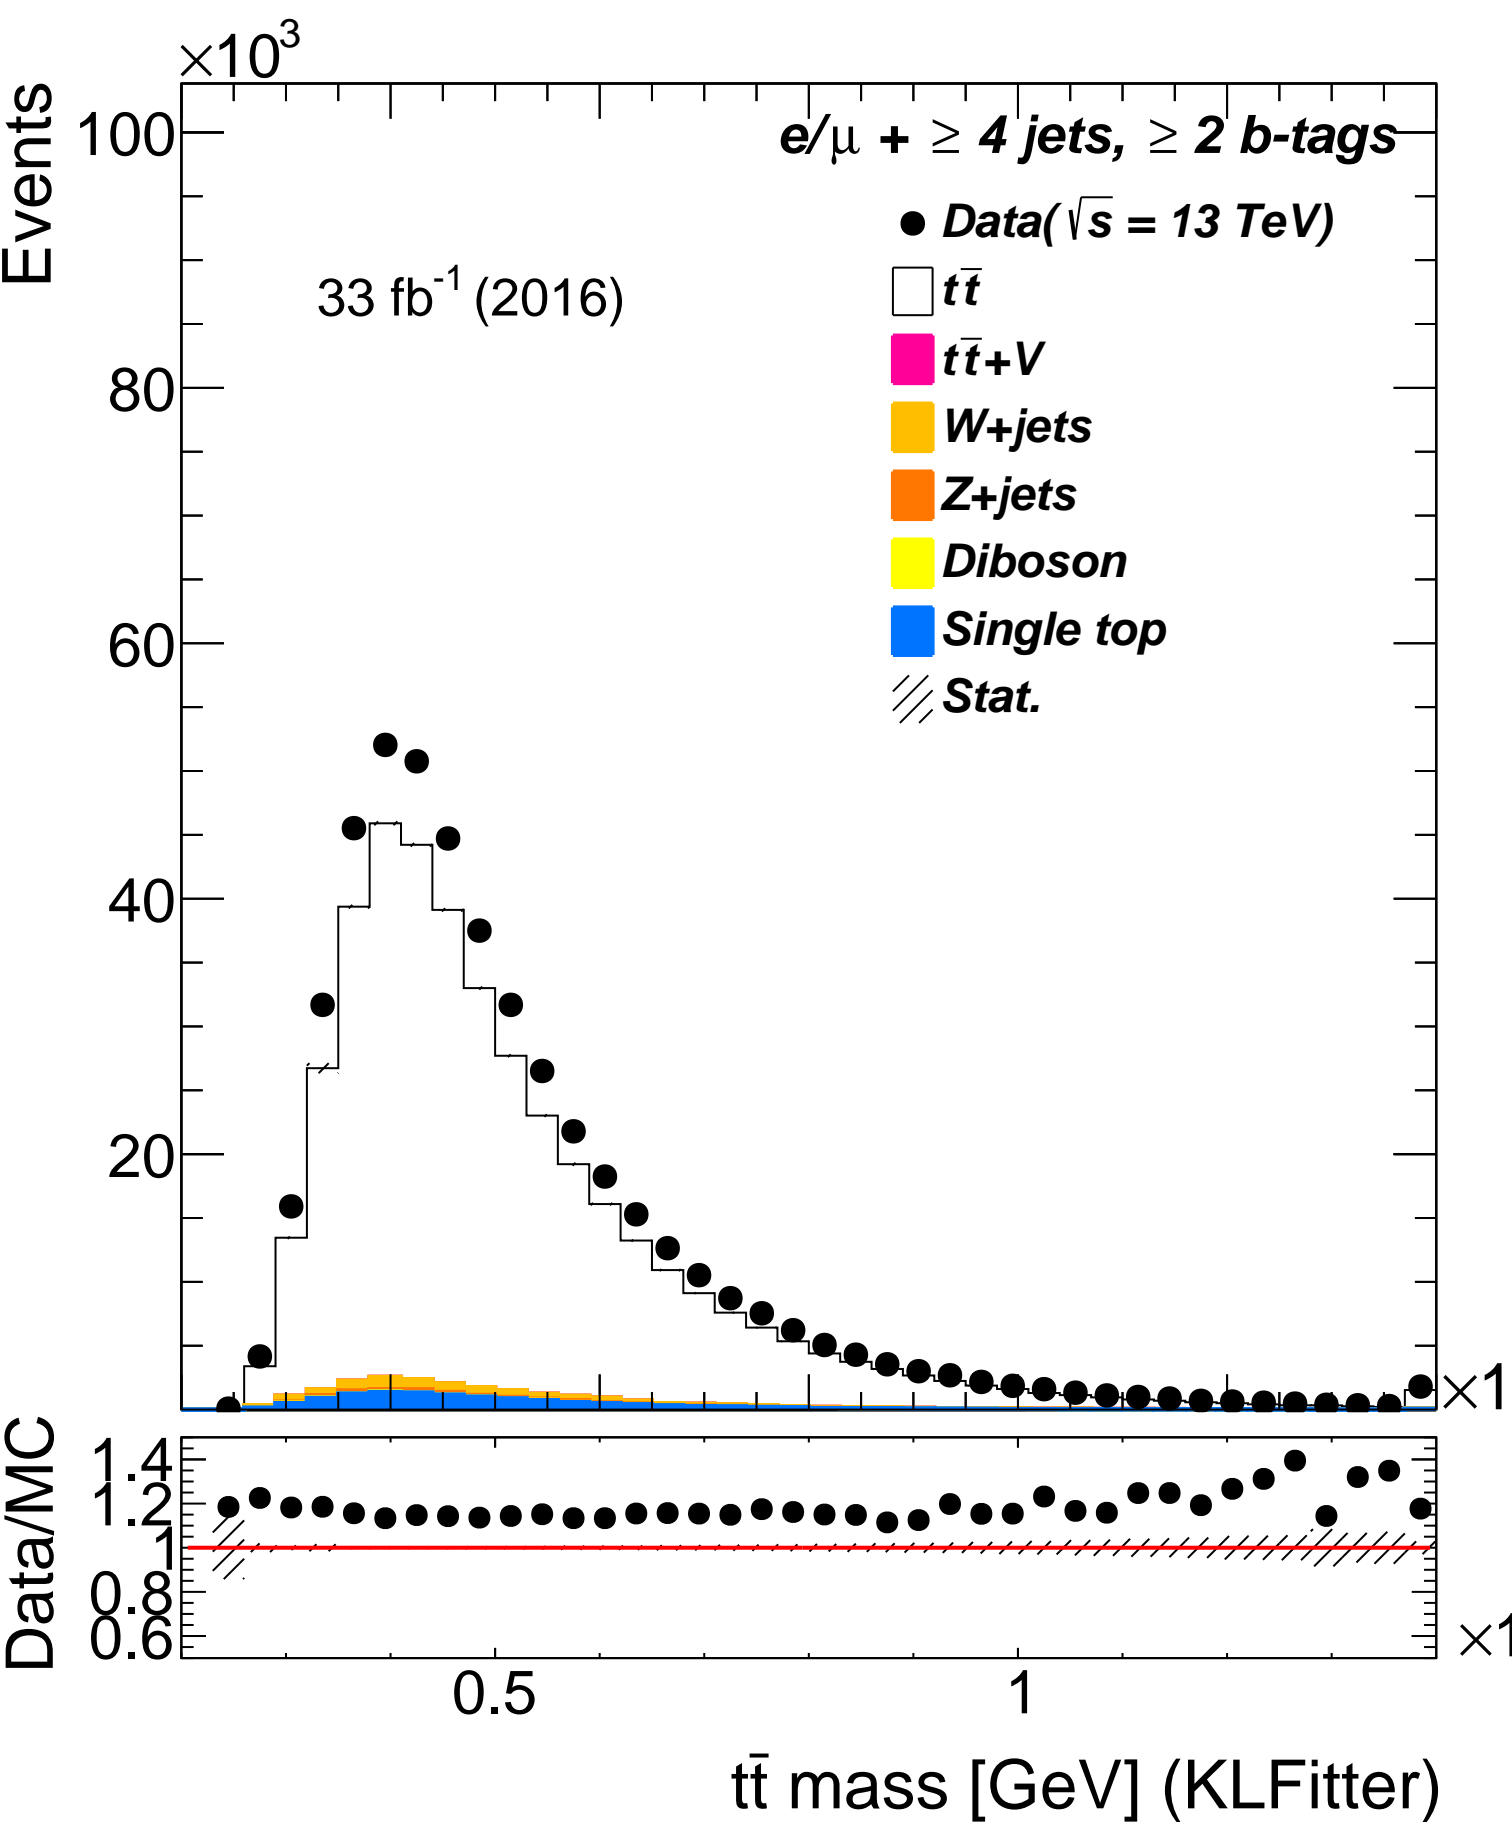 ×10³
Events
100
80
60
40
20
e/μ + ≥ 4 jets, ≥ 2 b-tags
33 fb⁻¹ (2016)
Data(√s = 13 TeV)
tt̅
tt̅+V
W+jets
Z+jets
Diboson
Single top
Stat.
×1
Data/MC
1.4
1.2
1
0.8
0.6
×1
0.5
1
tt̅ mass [GeV] (KLFitter)